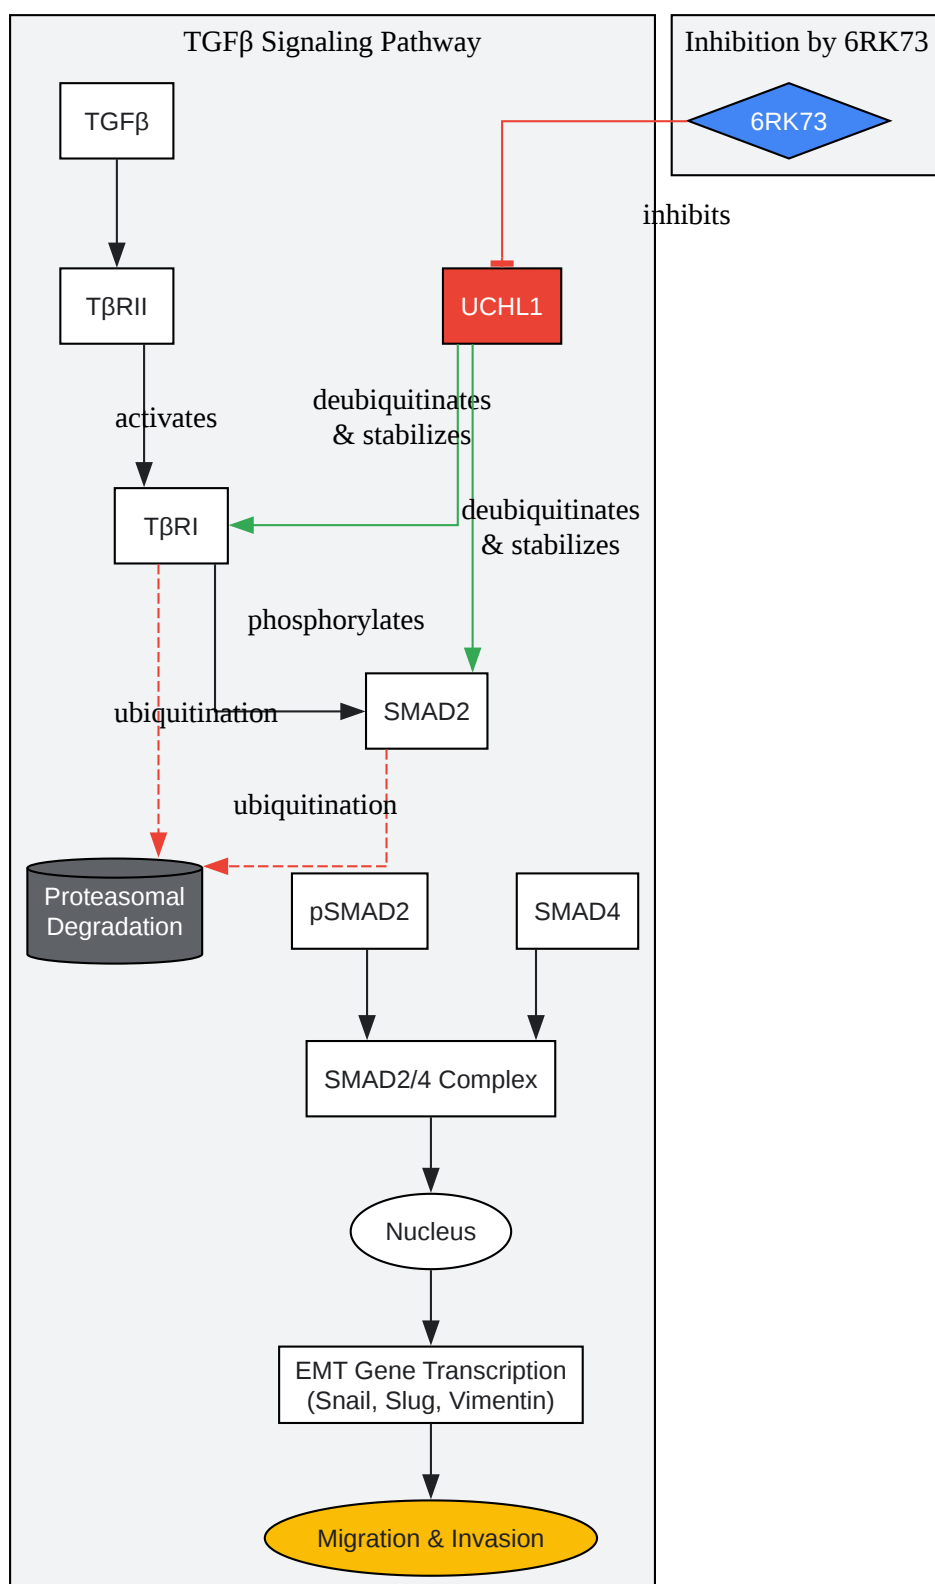 TGFβ Signaling Pathway
Inhibition by 6RK73
TGFβ
6RK73
inhibits
TβRII
UCHL1
activates
deubiquitinates
& stabilizes
TβRI
deubiquitinates
& stabilizes
phosphorylates
ubiquitination
SMAD2
ubiquitination
Proteasomal
Degradation
pSMAD2
SMAD4
SMAD2/4 Complex
Nucleus
EMT Gene Transcription
(Snail, Slug, Vimentin)
Migration & Invasion